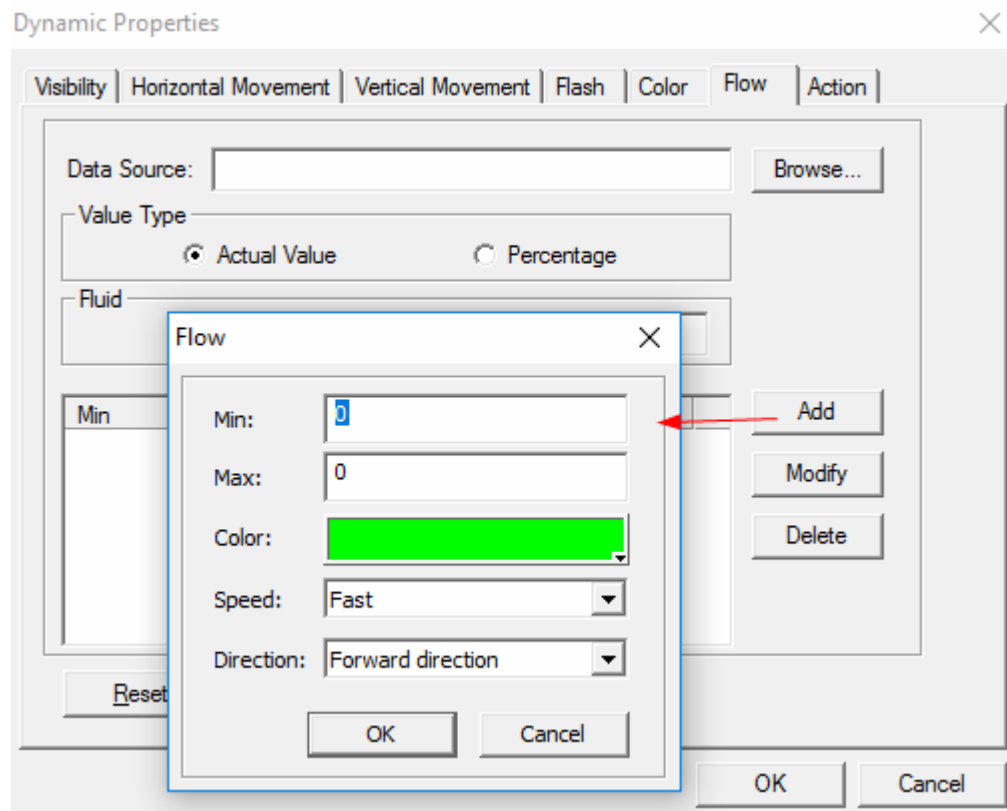 Dynamic Properties
Visibility Horizontal Movement Vertical Movement Flash Color Flow Action
Data Source: Browse...
Value Type
Actual Value Percentage
Fluid
Flow
Min Min: 0 Add
Max: 0 Modify
Color: Delete
Speed: Fast
Direction: Forward direction
Reset
OK Cancel
OK Cancel